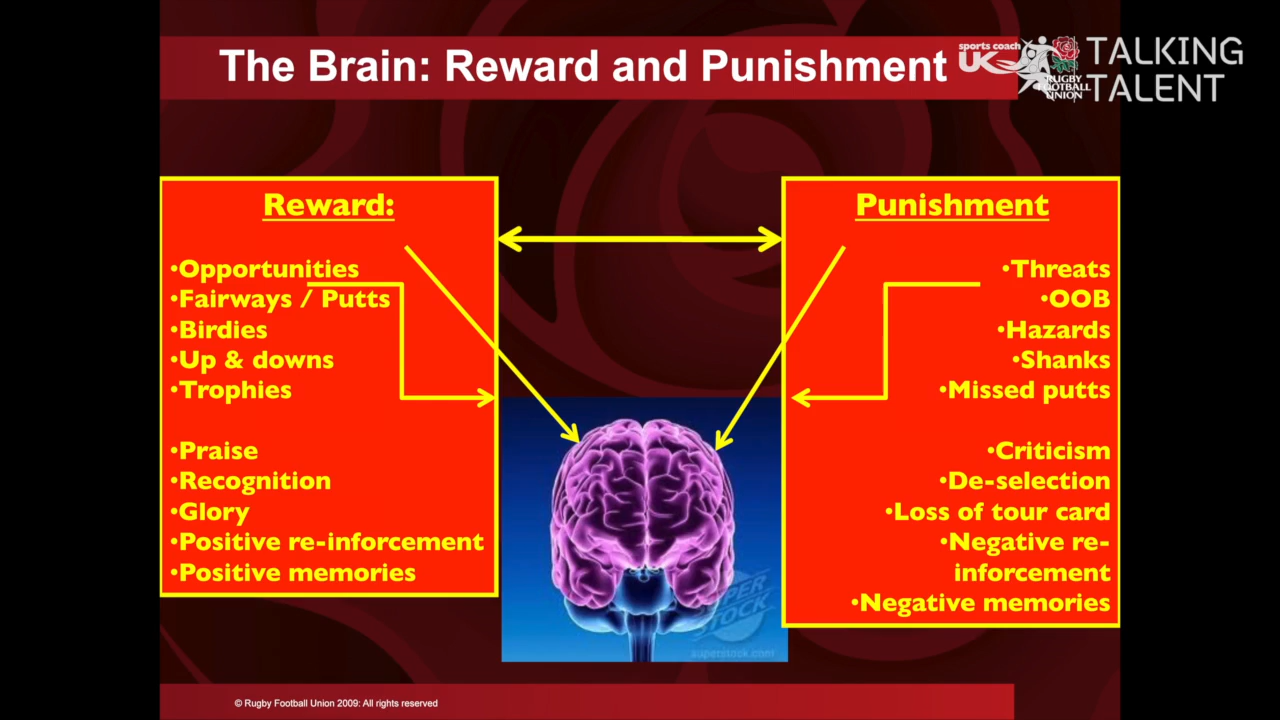 The Brain: Reward and Punishment
sports coach
UK
RUGBY
FOOTBALL
UNION
TALKING
TALENT
Reward:
•Opportunities
•Fairways / Putts
•Birdies
•Up & downs
•Trophies
•Praise
•Recognition
•Glory
•Positive re-inforcement
•Positive memories
Punishment
•Threats
•OOB
•Hazards
•Shanks
•Missed putts
•Criticism
•De-selection
•Loss of tour card
•Negative re-
inforcement
•Negative memories
SUPER
STOCK
superstock.com
© Rugby Football Union 2009: All rights reserved